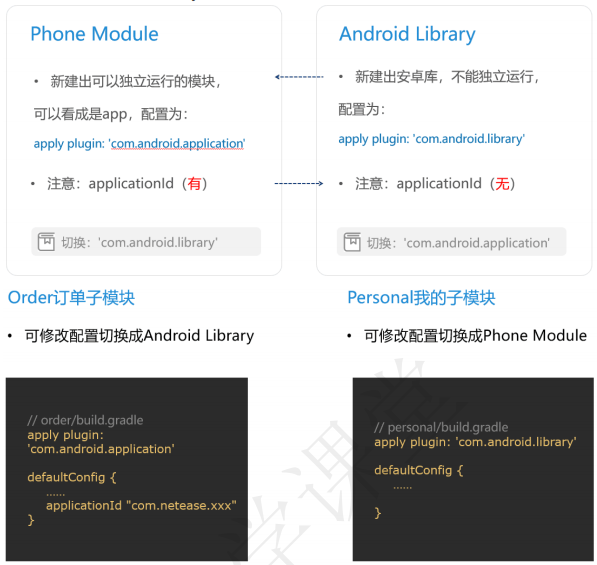 Phone Module
• 新建出可以独立运行的模块，
可以看成是app，配置为：
apply plugin: 'com.android.application'
• 注意：applicationId（有）
切换：'com.android.library'
Android Library
• 新建出安卓库，不能独立运行，
配置为：
apply plugin: 'com.android.library'
• 注意：applicationId（无）
切换：'com.android.application'
Order订单子模块
• 可修改配置切换成Android Library
// order/build.gradle
apply plugin:
'com.android.application'
defaultConfig {
......
applicationId "com.netease.xxx"
}
Personal我的子模块
• 可修改配置切换成Phone Module
// personal/build.gradle
apply plugin: 'com.android.library'
defaultConfig {
......
}
学课堂